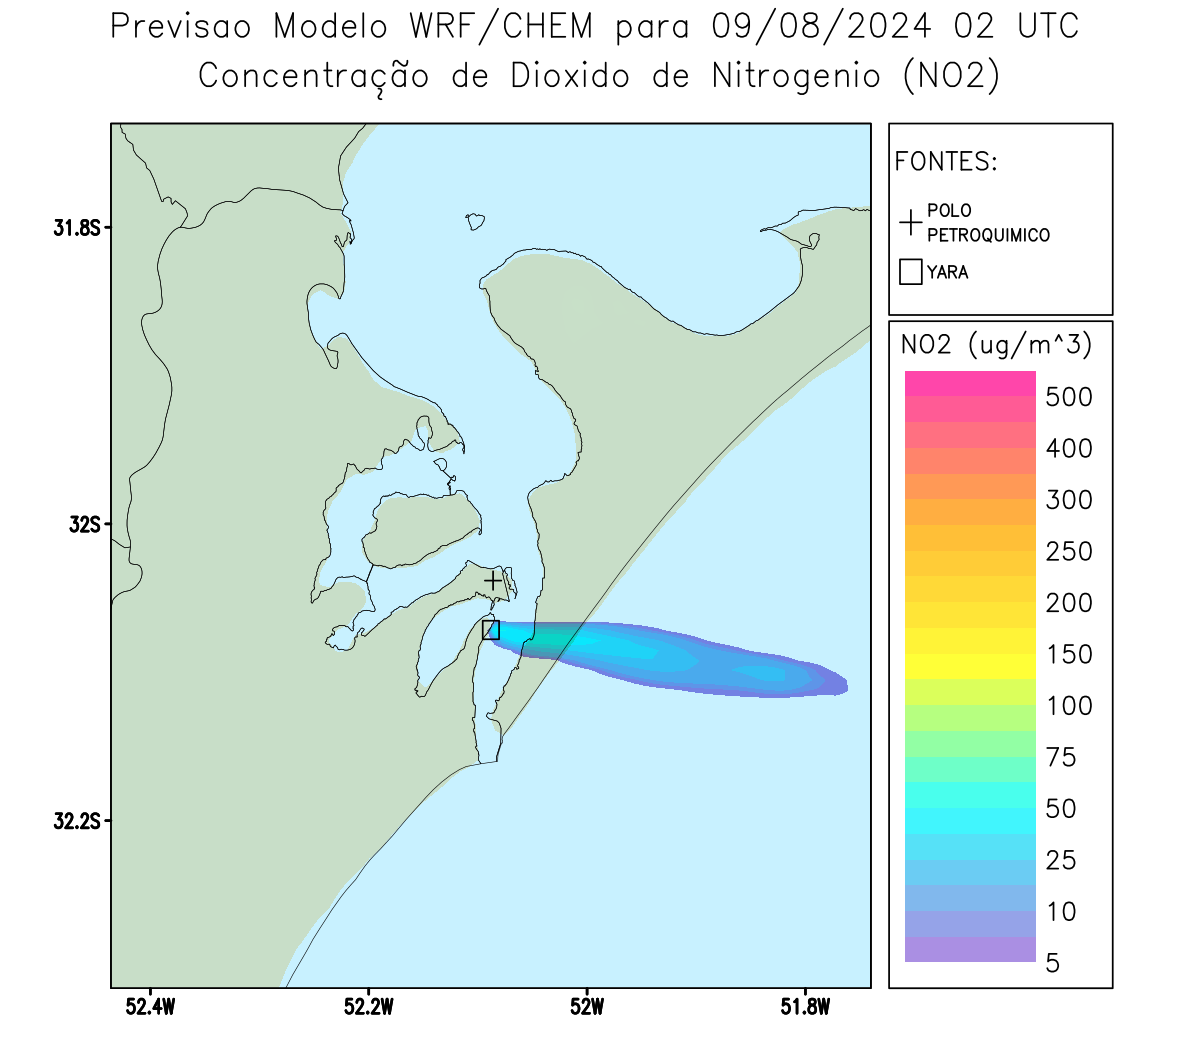 Previsao Modelo WRF/CHEM para 09/08/2024 02 UTC
Concentração de Dioxido de Nitrogenio (NO2)
FONTES:
POLO
PETROQUIMICO
YARA
NO2 (ug/m^3)
500
400
300
250
200
150
100
75
50
25
10
5
31.8S
32S
32.2S
52.4W
52.2W
52W
51.8W